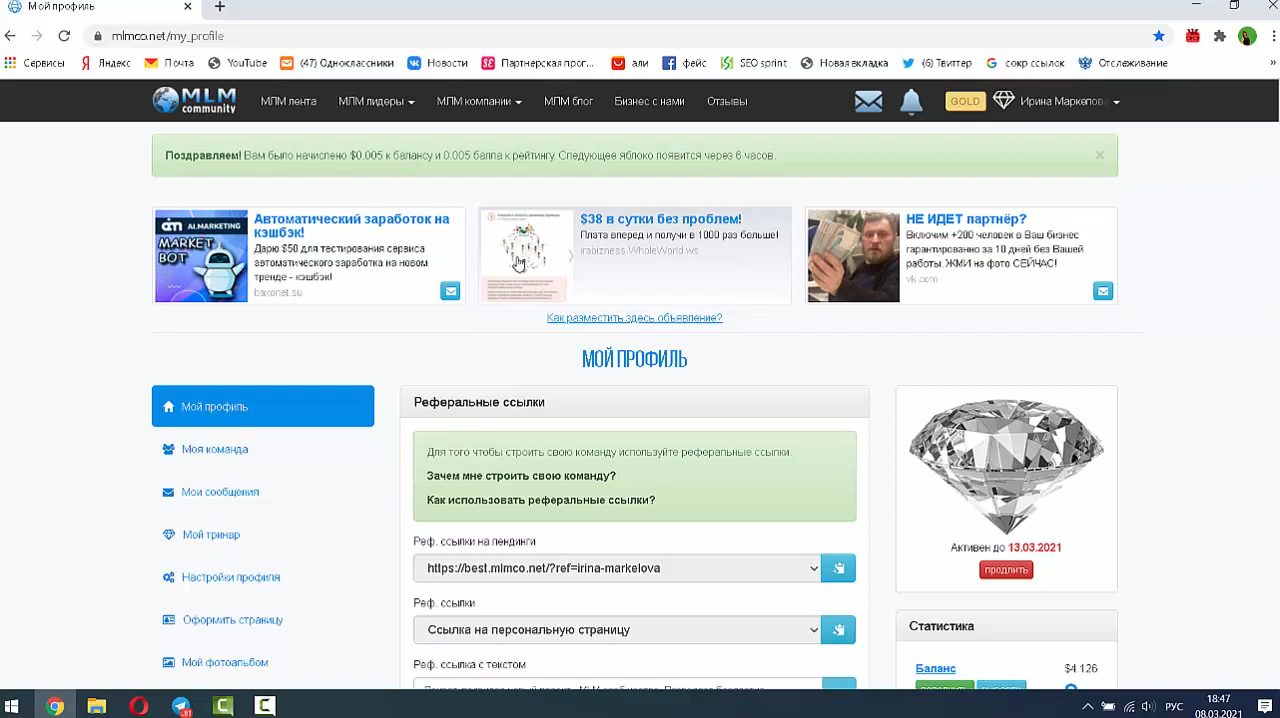 Мой профиль
mlmco.net/my_profile
Сервисы Яндекс Почта YouTube (47) Одноклассники Новости Партнерская прог... али фейс SEO sprint Новая вкладка (6) Твиттер сокр ссылок Отслеживание »
MLM community МЛМ лента МЛМ лидеры МЛМ компании МЛМ блог Бизнес с нами Отзывы GOLD Ирина Маркелова
Поздравляем! Вам было начислено $0.005 к балансу и 0.005 балла к рейтингу. Следующее яблоко появится через 6 часов.
AI.MARKETING
MARKET
BOT
Автоматический заработок на
кэшбэк!
Дарю $50 для тестирования сервиса
автоматического заработка на новом
тренде - кэшбэк!
baxonet.su
$38 в сутки без проблем!
Плата вперед и получи в 1000 раз больше!
irabizness.WholeWorld.ws
НЕ ИДЕТ партнёр?
Включим +200 человек в Ваш бизнес
гарантированно за 10 дней без Вашей
работы. ЖМИ на фото СЕЙЧАС!
vk.com
Как разместить здесь объявление?
МОЙ ПРОФИЛЬ
Мой профиль
Моя команда
Мои сообщения
Мой тринар
Настройки профиля
Оформить страницу
Мой фотоальбом
Реферальные ссылки
Для того чтобы строить свою команду используйте реферальные ссылки.
Зачем мне строить свою команду?
Как использовать реферальные ссылки?
Реф. ссылки на лендинги
https://best.mlmco.net/?ref=irina-markelova
Реф. ссылки
Ссылка на персональную страницу
Реф. ссылка с текстом
Активен до 13.03.2021
продлить
Статистика
Баланс $4.126
81
РУС
18:47
08.03.2021